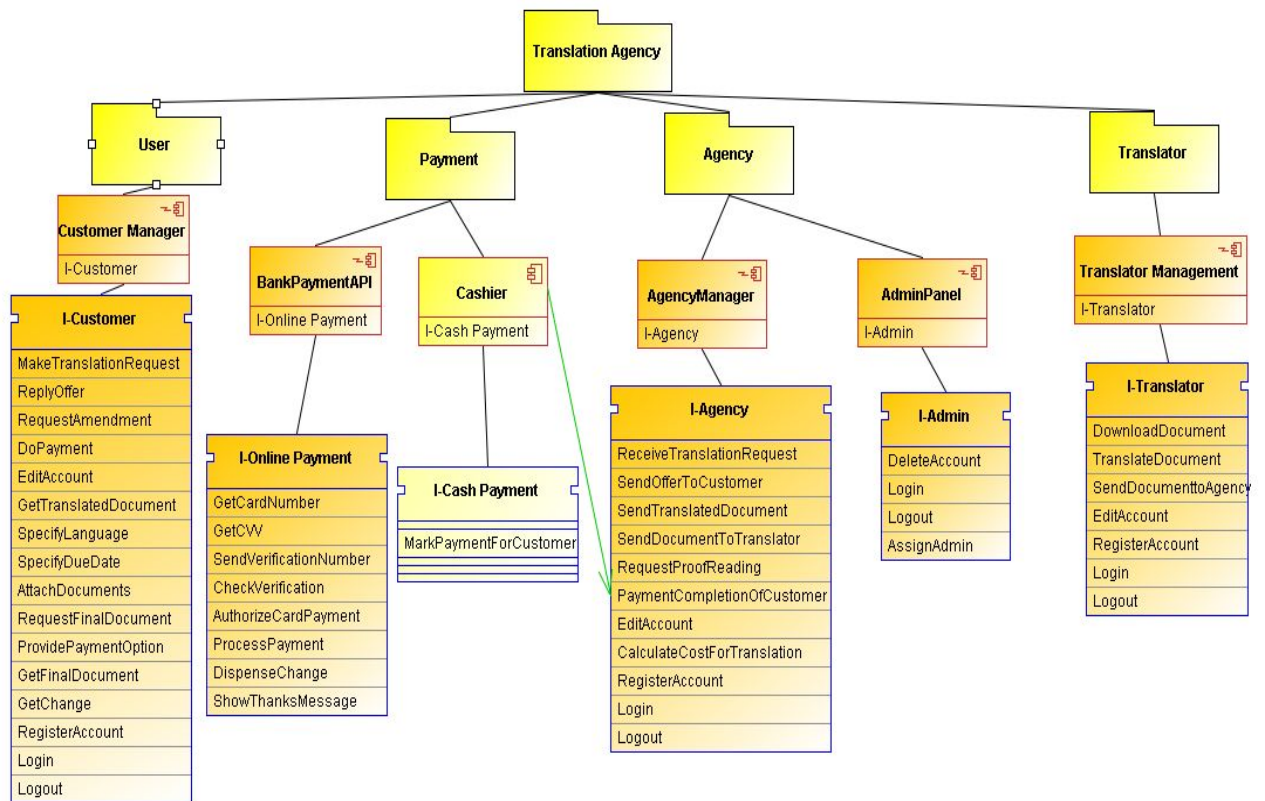 Translation Agency
User
Payment
Agency
Translator
Customer Manager
I-Customer
BankPaymentAPI
I-Online Payment
Cashier
I-Cash Payment
AgencyManager
I-Agency
AdminPanel
I-Admin
Translator Management
I-Translator
I-Customer
MakeTranslationRequest
ReplyOffer
RequestAmendment
DoPayment
EditAccount
GetTranslatedDocument
SpecifyLanguage
SpecifyDueDate
AttachDocuments
RequestFinalDocument
ProvidePaymentOption
GetFinalDocument
GetChange
RegisterAccount
Login
Logout
I-Online Payment
GetCardNumber
GetCVV
SendVerificationNumber
CheckVerification
AuthorizeCardPayment
ProcessPayment
DispenseChange
ShowThanksMessage
I-Cash Payment
MarkPaymentForCustomer
I-Agency
ReceiveTranslationRequest
SendOfferToCustomer
SendTranslatedDocument
SendDocumentToTranslator
RequestProofReading
PaymentCompletionOfCustomer
EditAccount
CalculateCostForTranslation
RegisterAccount
Login
Logout
I-Admin
DeleteAccount
Login
Logout
AssignAdmin
I-Translator
DownloadDocument
TranslateDocument
SendDocumenttoAgency
EditAccount
RegisterAccount
Login
Logout